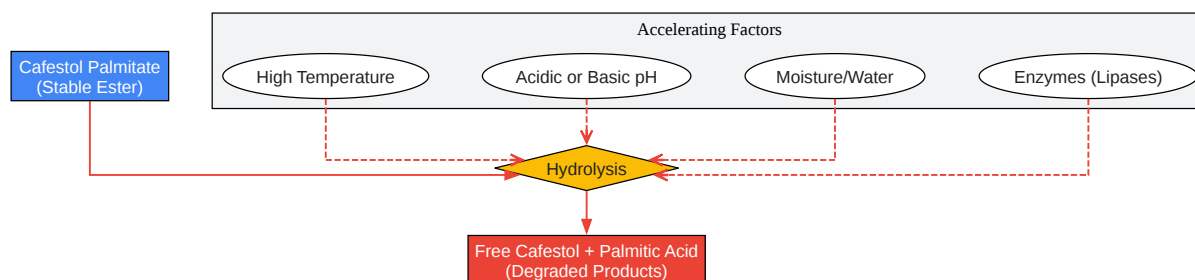 Accelerating Factors
Cafestol Palmitate
(Stable Ester)
High Temperature
Acidic or Basic pH
Moisture/Water
Enzymes (Lipases)
Hydrolysis
Free Cafestol + Palmitic Acid
(Degraded Products)